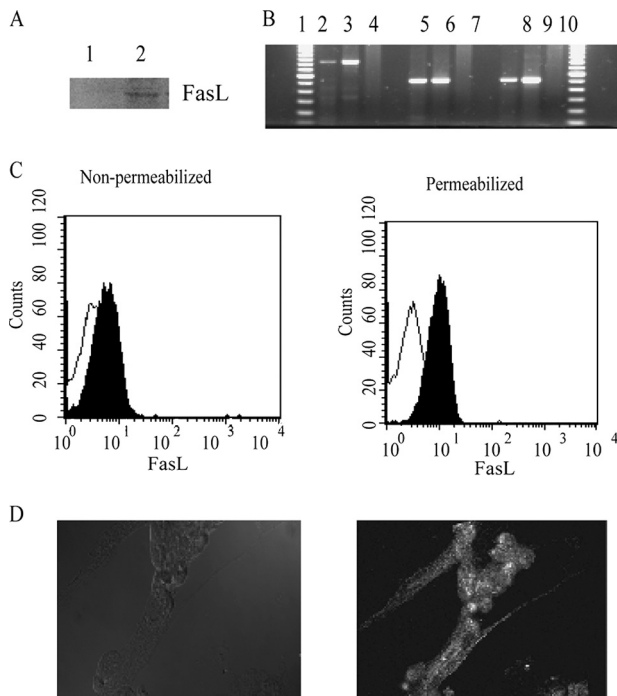 A
1 2
FasL
B
1 2 3 4 5 6 7 8 9 10
C
Non-permeabilized
Counts
120
100
80
60
40
20
0
10^0 10^1 10^2 10^3 10^4
FasL
Permeabilized
Counts
120
100
80
60
40
20
0
10^0 10^1 10^2 10^3 10^4
FasL
D